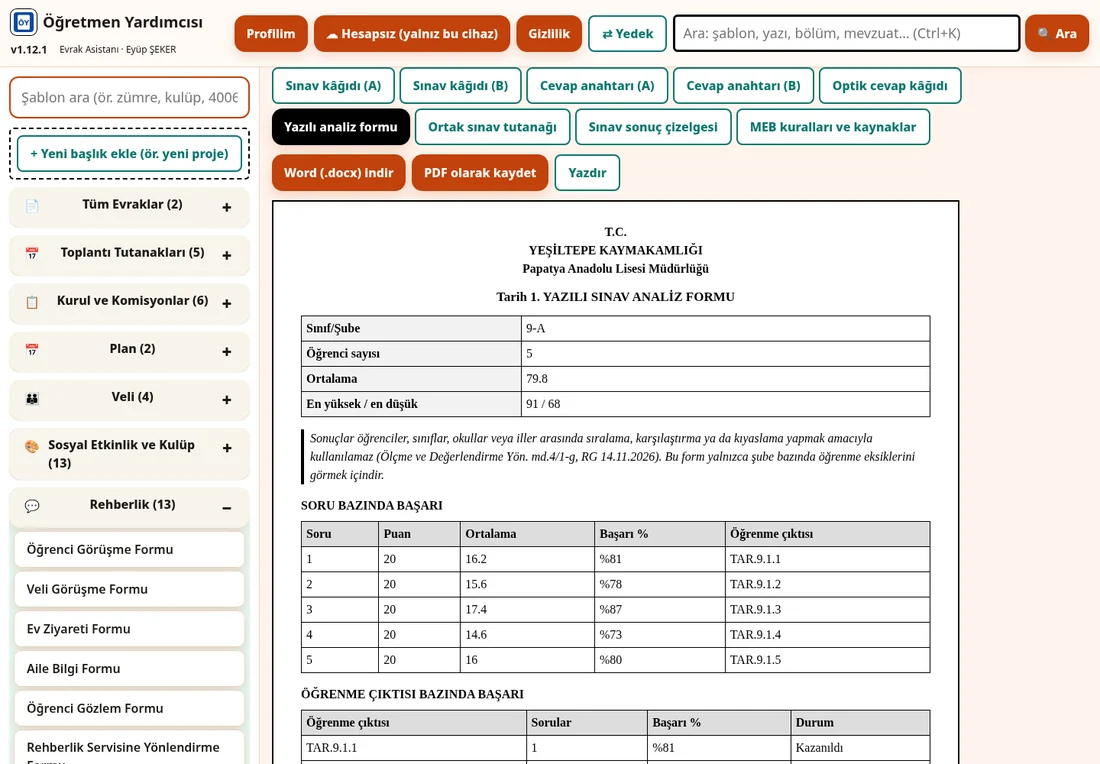 ÖY
Öğretmen Yardımcısı
v1.12.1 Evrak Asistanı · Eyüp ŞEKER
Profilim
☁ Hesapsız (yalnız bu cihaz)
Gizlilik
⇄ Yedek
Ara: şablon, yazı, bölüm, mevzuat... (Ctrl+K)
🔍 Ara
Şablon ara (ör. zümre, kulüp, 4006
+ Yeni başlık ekle (ör. yeni proje)
Tüm Evraklar (2) +
Toplantı Tutanakları (5) +
Kurul ve Komisyonlar (6) +
Plan (2) +
Veli (4) +
Sosyal Etkinlik ve Kulüp +
(13)
Rehberlik (13) −
Öğrenci Görüşme Formu
Veli Görüşme Formu
Ev Ziyareti Formu
Aile Bilgi Formu
Öğrenci Gözlem Formu
Rehberlik Servisine Yönlendirme
Sınav kâğıdı (A)
Sınav kâğıdı (B)
Cevap anahtarı (A)
Cevap anahtarı (B)
Optik cevap kâğıdı
Yazılı analiz formu
Ortak sınav tutanağı
Sınav sonuç çizelgesi
MEB kuralları ve kaynaklar
Word (.docx) indir
PDF olarak kaydet
Yazdır
T.C.
YEŞİLTEPE KAYMAKAMLIĞI
Papatya Anadolu Lisesi Müdürlüğü
Tarih 1. YAZILI SINAV ANALİZ FORMU
Sınıf/Şube 9-A
Öğrenci sayısı 5
Ortalama 79.8
En yüksek / en düşük 91 / 68
Sonuçlar öğrenciler, sınıflar, okullar veya iller arasında sıralama, karşılaştırma ya da kıyaslama yapmak amacıyla
kullanılamaz (Ölçme ve Değerlendirme Yön. md.4/1-g, RG 14.11.2026). Bu form yalnızca şube bazında öğrenme eksiklerini
görmek içindir.
SORU BAZINDA BAŞARI
Soru Puan Ortalama Başarı % Öğrenme çıktısı
1 20 16.2 %81 TAR.9.1.1
2 20 15.6 %78 TAR.9.1.2
3 20 17.4 %87 TAR.9.1.3
4 20 14.6 %73 TAR.9.1.4
5 20 16 %80 TAR.9.1.5
ÖĞRENME ÇIKTISI BAZINDA BAŞARI
Öğrenme çıktısı Sorular Başarı % Durum
TAR.9.1.1 1 %81 Kazanıldı